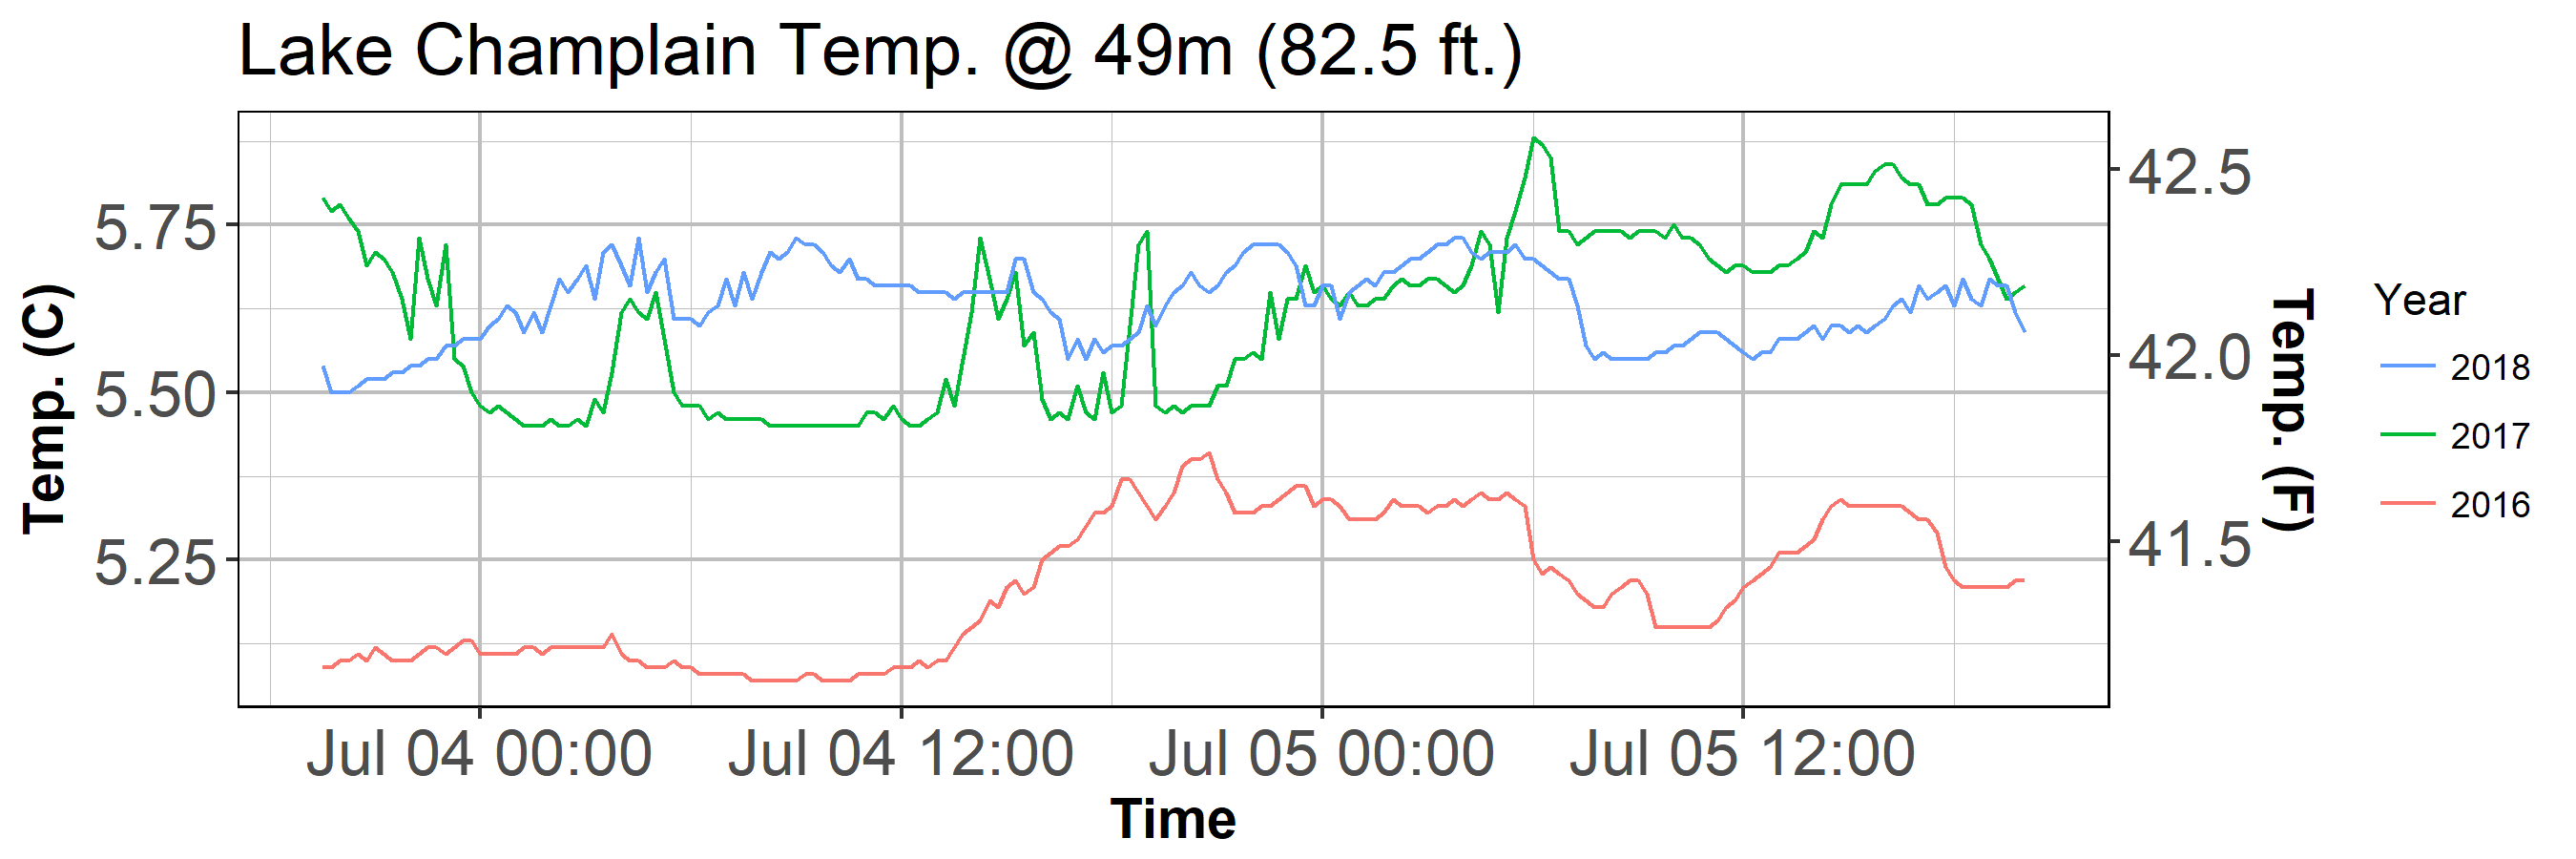 Lake Champlain Temp. @ 49m (82.5 ft.)
Temp. (C)
5.75
5.50
5.25
42.5
42.0
41.5
Temp. (F)
Jul 04 00:00
Jul 04 12:00
Jul 05 00:00
Jul 05 12:00
Time
Year
2018
2017
2016